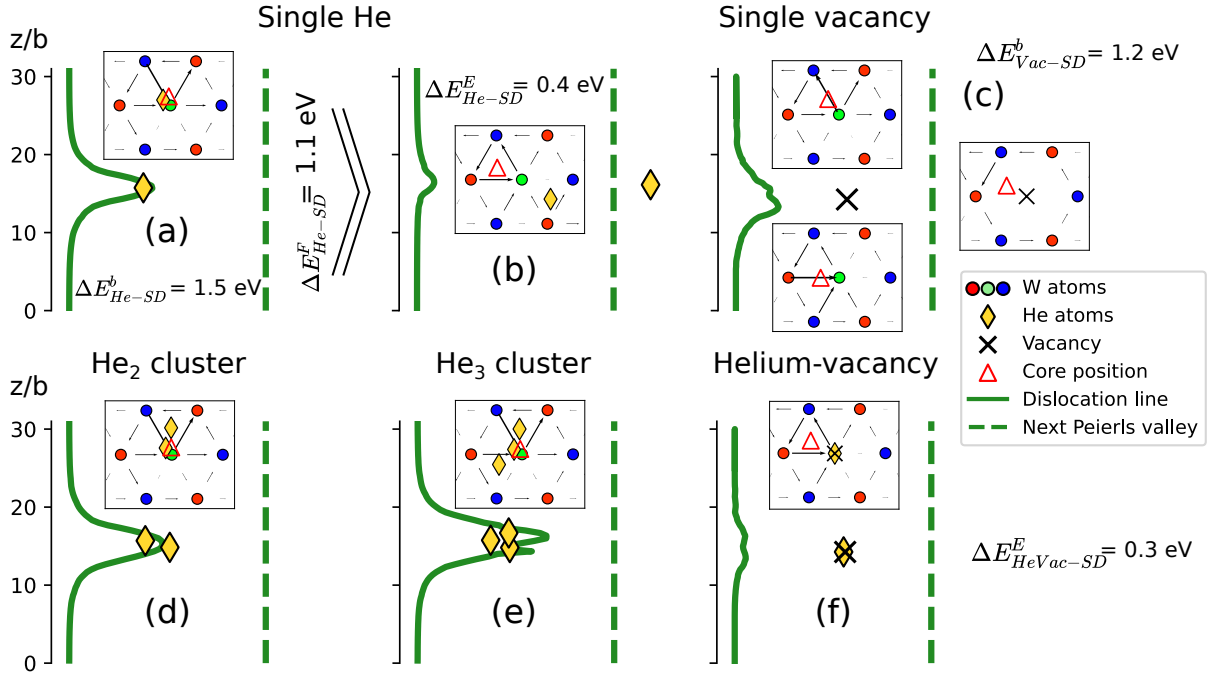 Single He
Single vacancy
z/b
30
20
10
0
(a)
ΔE^b_{He−SD} = 1.5 eV
ΔE^F_{He−SD} = 1.1 eV
ΔE^E_{He−SD} = 0.4 eV
(b)
ΔE^b_{Vac−SD} = 1.2 eV
(c)
W atoms
He atoms
Vacancy
Core position
Dislocation line
Next Peierls valley
He₂ cluster
He₃ cluster
Helium-vacancy
z/b
30
20
10
0
(d)
(e)
(f)
ΔE^E_{HeVac−SD} = 0.3 eV